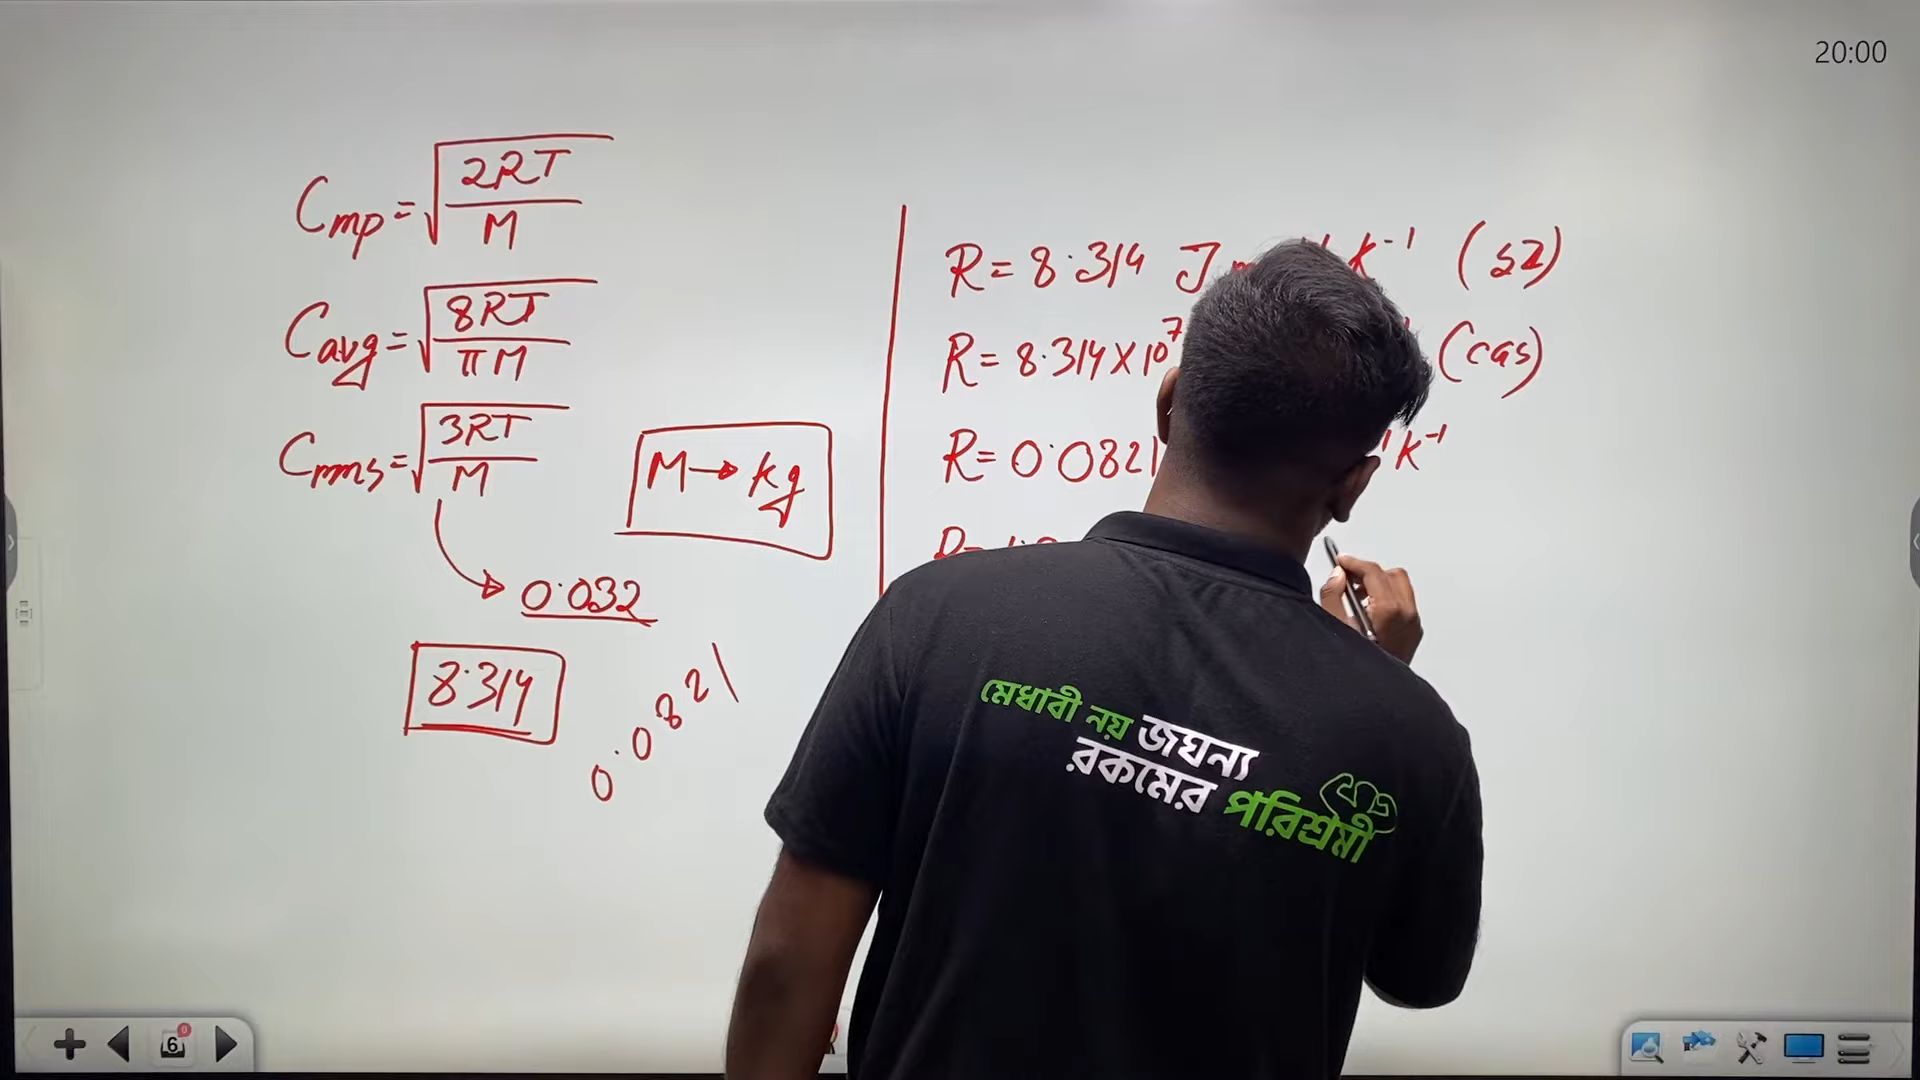 20:00
Cmp = √(2RT / M)
Cavg = √(8RT / πM)
Crms = √(3RT / M)
M → kg
0.032
8.314
0.0821
R = 8.314 J K⁻¹ (SI)
R = 8.314 × 10⁷ (cgs)
R = 0.0821 K⁻¹
মেধাবী নয় জঘন্য
রকমের পরিশ্রমী
6
0